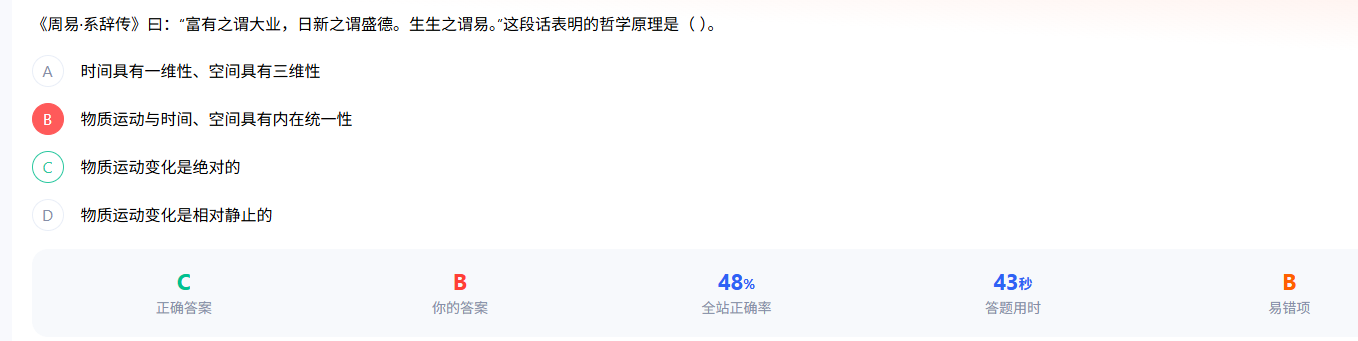 《周易·系辞传》曰：“富有之谓大业，日新之谓盛德。生生之谓易。”这段话表明的哲学原理是（ ）。
A 时间具有一维性、空间具有三维性
B 物质运动与时间、空间具有内在统一性
C 物质运动变化是绝对的
D 物质运动变化是相对静止的
C B 48% 43秒 B
正确答案 你的答案 全站正确率 答题用时 易错项